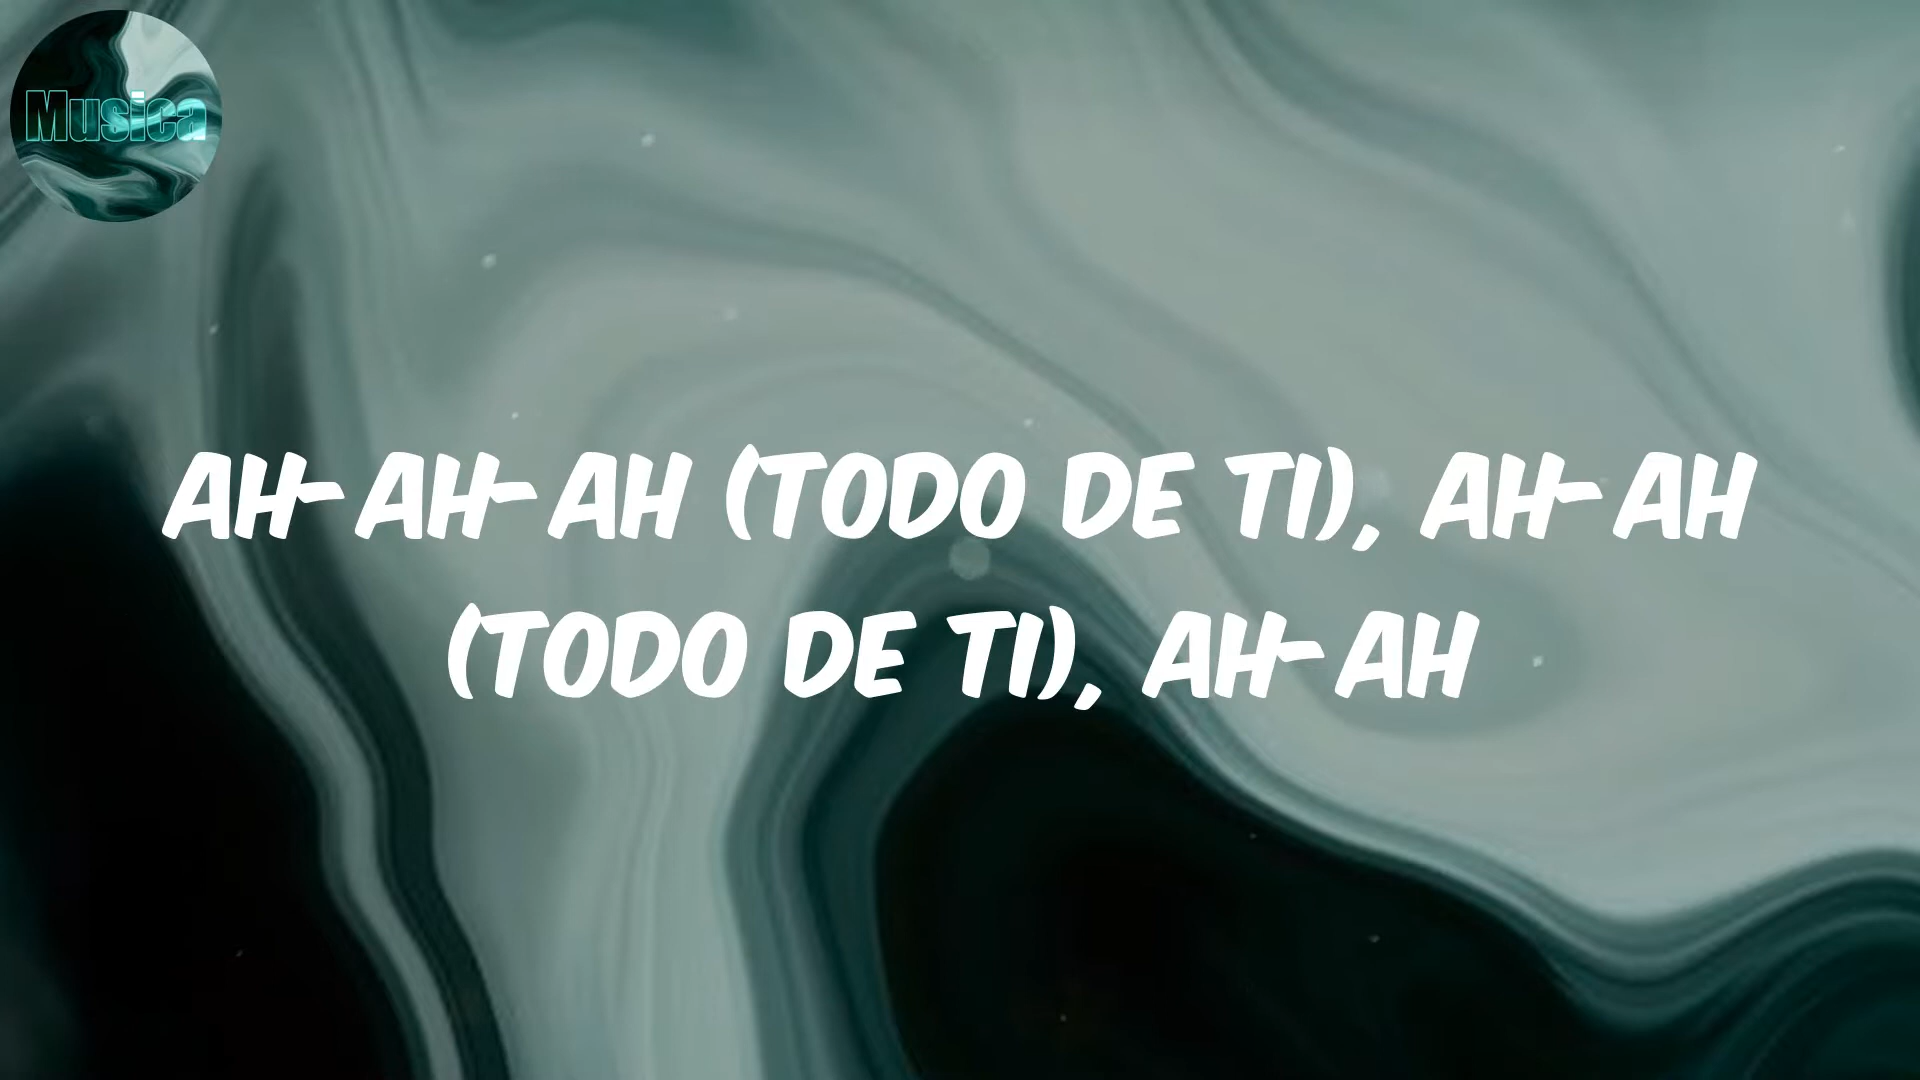 Musica
AH-AH-AH (TODO DE TI), AH-AH
(TODO DE TI), AH-AH